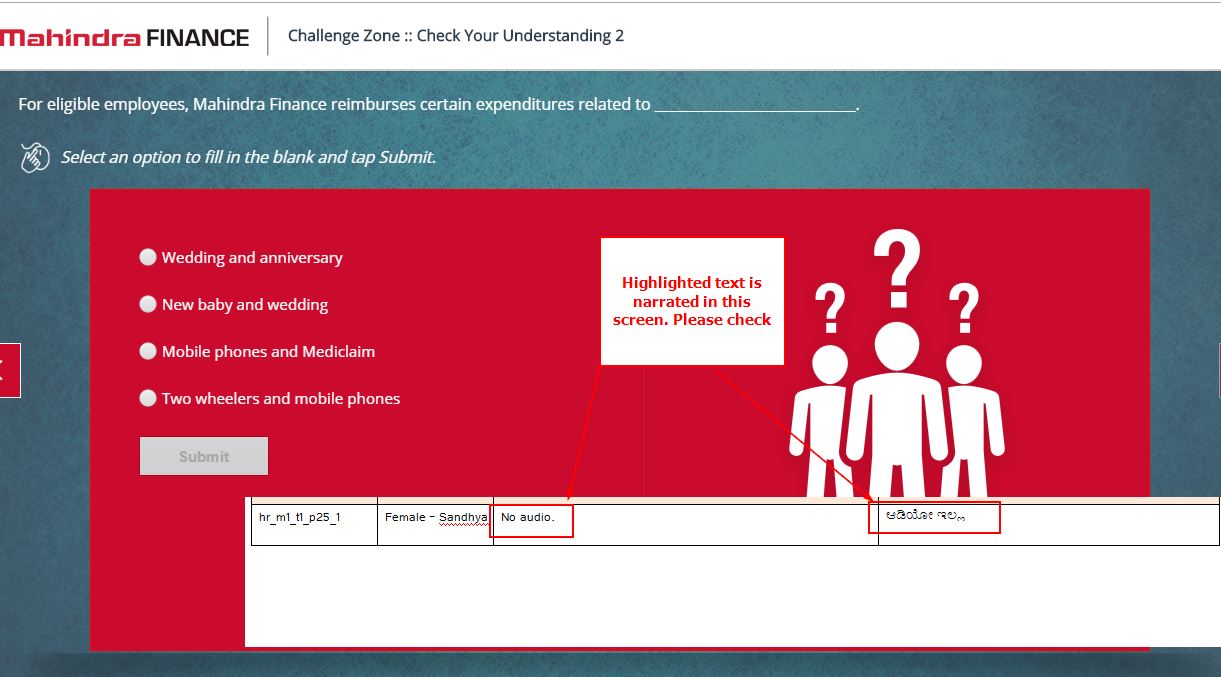 Mahindra FINANCE
Challenge Zone :: Check Your Understanding 2
For eligible employees, Mahindra Finance reimburses certain expenditures related to ______________________.
Select an option to fill in the blank and tap Submit.
Wedding and anniversary
New baby and wedding
Mobile phones and Mediclaim
Two wheelers and mobile phones
Submit
Highlighted text is
narrated in this
screen. Please check
? ? ?
hr_m1_t1_p25_1
Female – Sandhya
No audio.
ಆಡಿಯೋ ಇಲ್ಲ